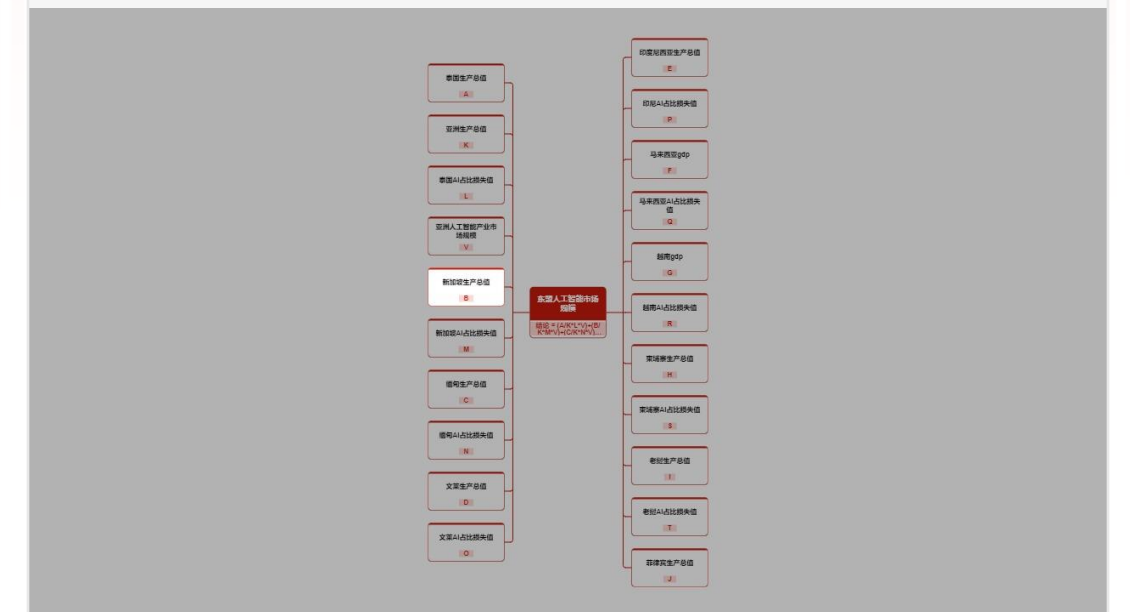 泰国生产总值
A
亚洲生产总值
K
泰国AI占比损失值
L
亚洲人工智能产业市
场规模
V
新加坡生产总值
B
新加坡AI占比损失值
M
缅甸生产总值
C
缅甸AI占比损失值
N
文莱生产总值
D
文莱AI占比损失值
O
东盟人工智能市场
规模
结论 = (A/K*L*V)+(B/
K*M*V)+(C/K*N*V)...
印度尼西亚生产总值
E
印尼AI占比损失值
P
马来西亚gdp
F
马来西亚AI占比损失
值
Q
越南gdp
G
越南AI占比损失值
R
柬埔寨生产总值
H
柬埔寨AI占比损失值
S
老挝生产总值
I
老挝AI占比损失值
T
菲律宾生产总值
J